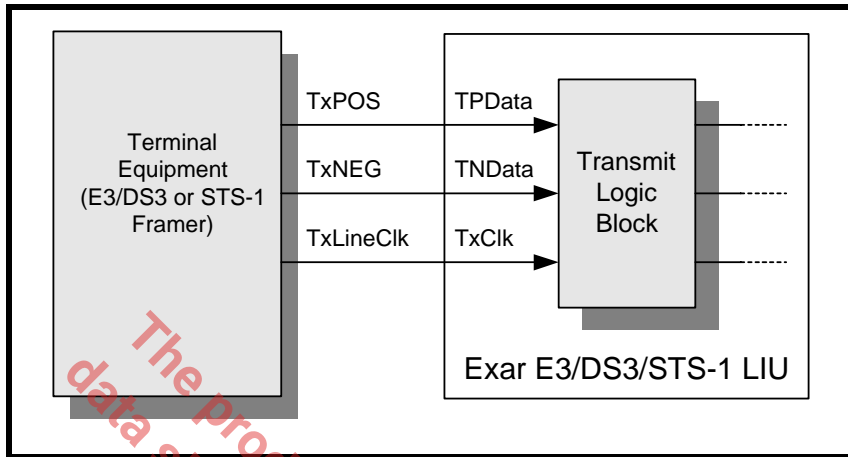 Terminal
Equipment
(E3/DS3 or STS-1
Framer)
TxPOS
TPData
TxNEG
TNData
TxLineClk
TxClk
Transmit
Logic
Block
Exar E3/DS3/STS-1 LIU
The
data